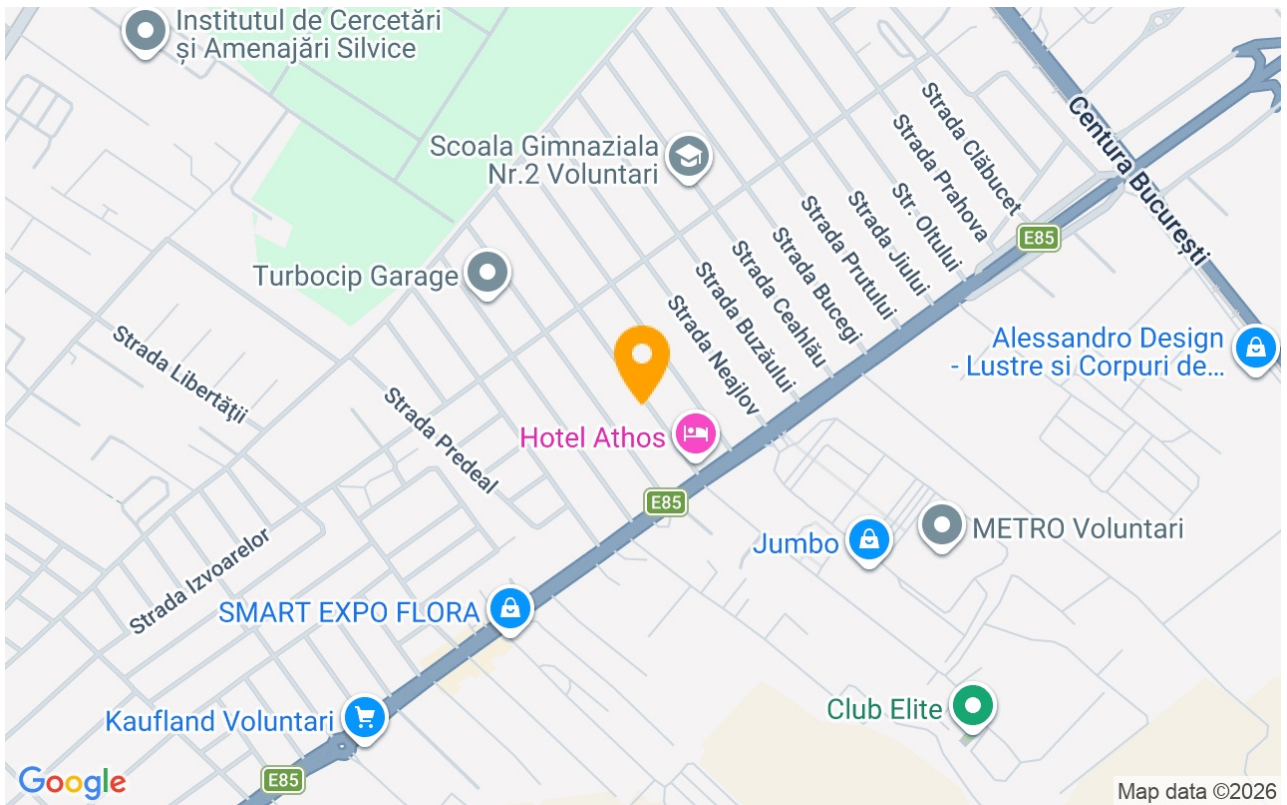 Institutul de Cercetări
și Amenajări Silvice
Scoala Gimnaziala
Nr.2 Voluntari
Turbocip Garage
Strada Clăbucet
Strada Prahova
Str. Oltului
Strada Jiului
Strada Prutului
Strada Bucegi
Strada Ceahlău
Strada Buzăului
Strada Neajlov
Centura București
E85
Alessandro Design
- Lustre si Corpuri de...
Strada Libertății
Strada Predeal
Hotel Athos
E85
Jumbo
METRO Voluntari
Strada Izvoarelor
SMART EXPO FLORA
Kaufland Voluntari
Club Elite
E85
Google
Map data ©2026